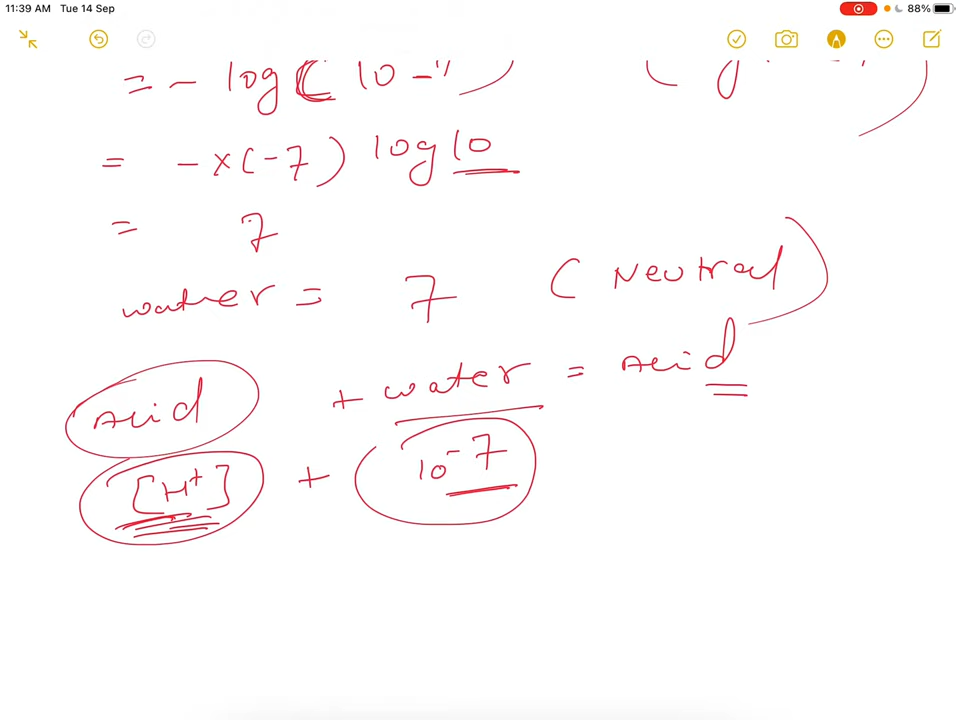 11:39 AM Tue 14 Sep 88%
= - log( 10 -
= - x(-7) log 10
= 7
water = 7 (Neutral)
Acid + water = Acid
[H+] + 10-7